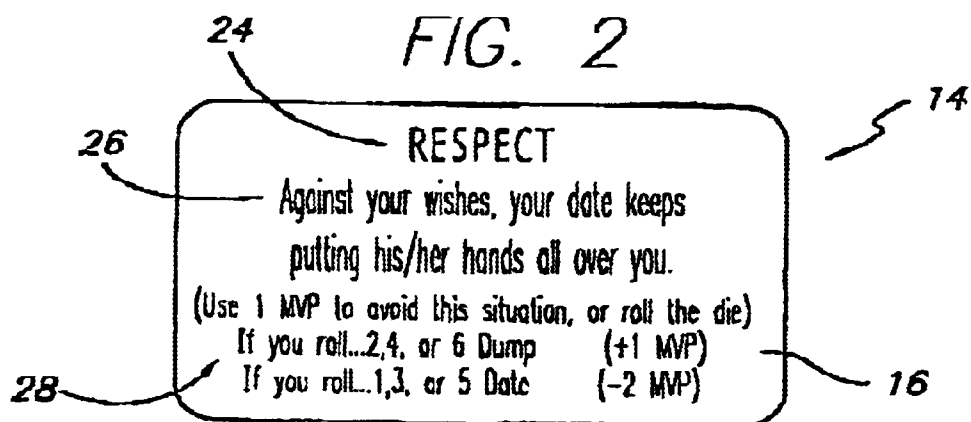 FIG. 2
24
14
RESPECT
26
Against your wishes, your date keeps
putting his/her hands all over you.
(Use 1 MVP to avoid this situation, or roll the die)
If you roll...2,4, or 6 Dump (+1 MVP)
If you roll...1,3, or 5 Date (-2 MVP)
28
16